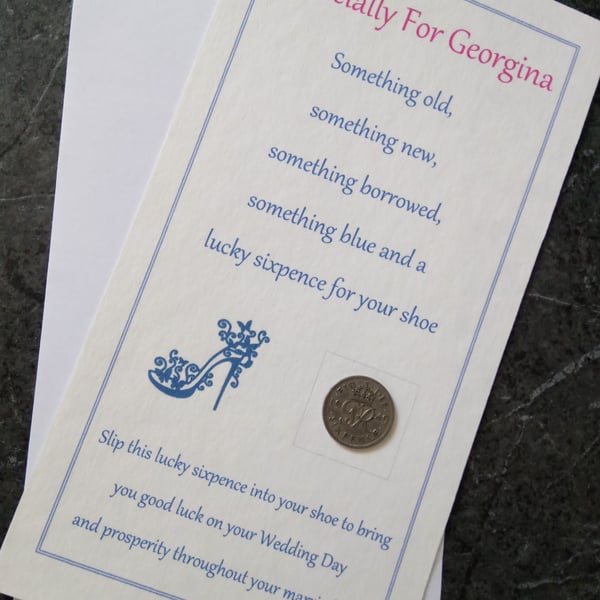 cially For Georgina
Something old,
something new,
something borrowed,
something blue and a
lucky sixpence for your shoe
Slip this lucky sixpence into your shoe to bring
you good luck on your Wedding Day
and prosperity throughout your